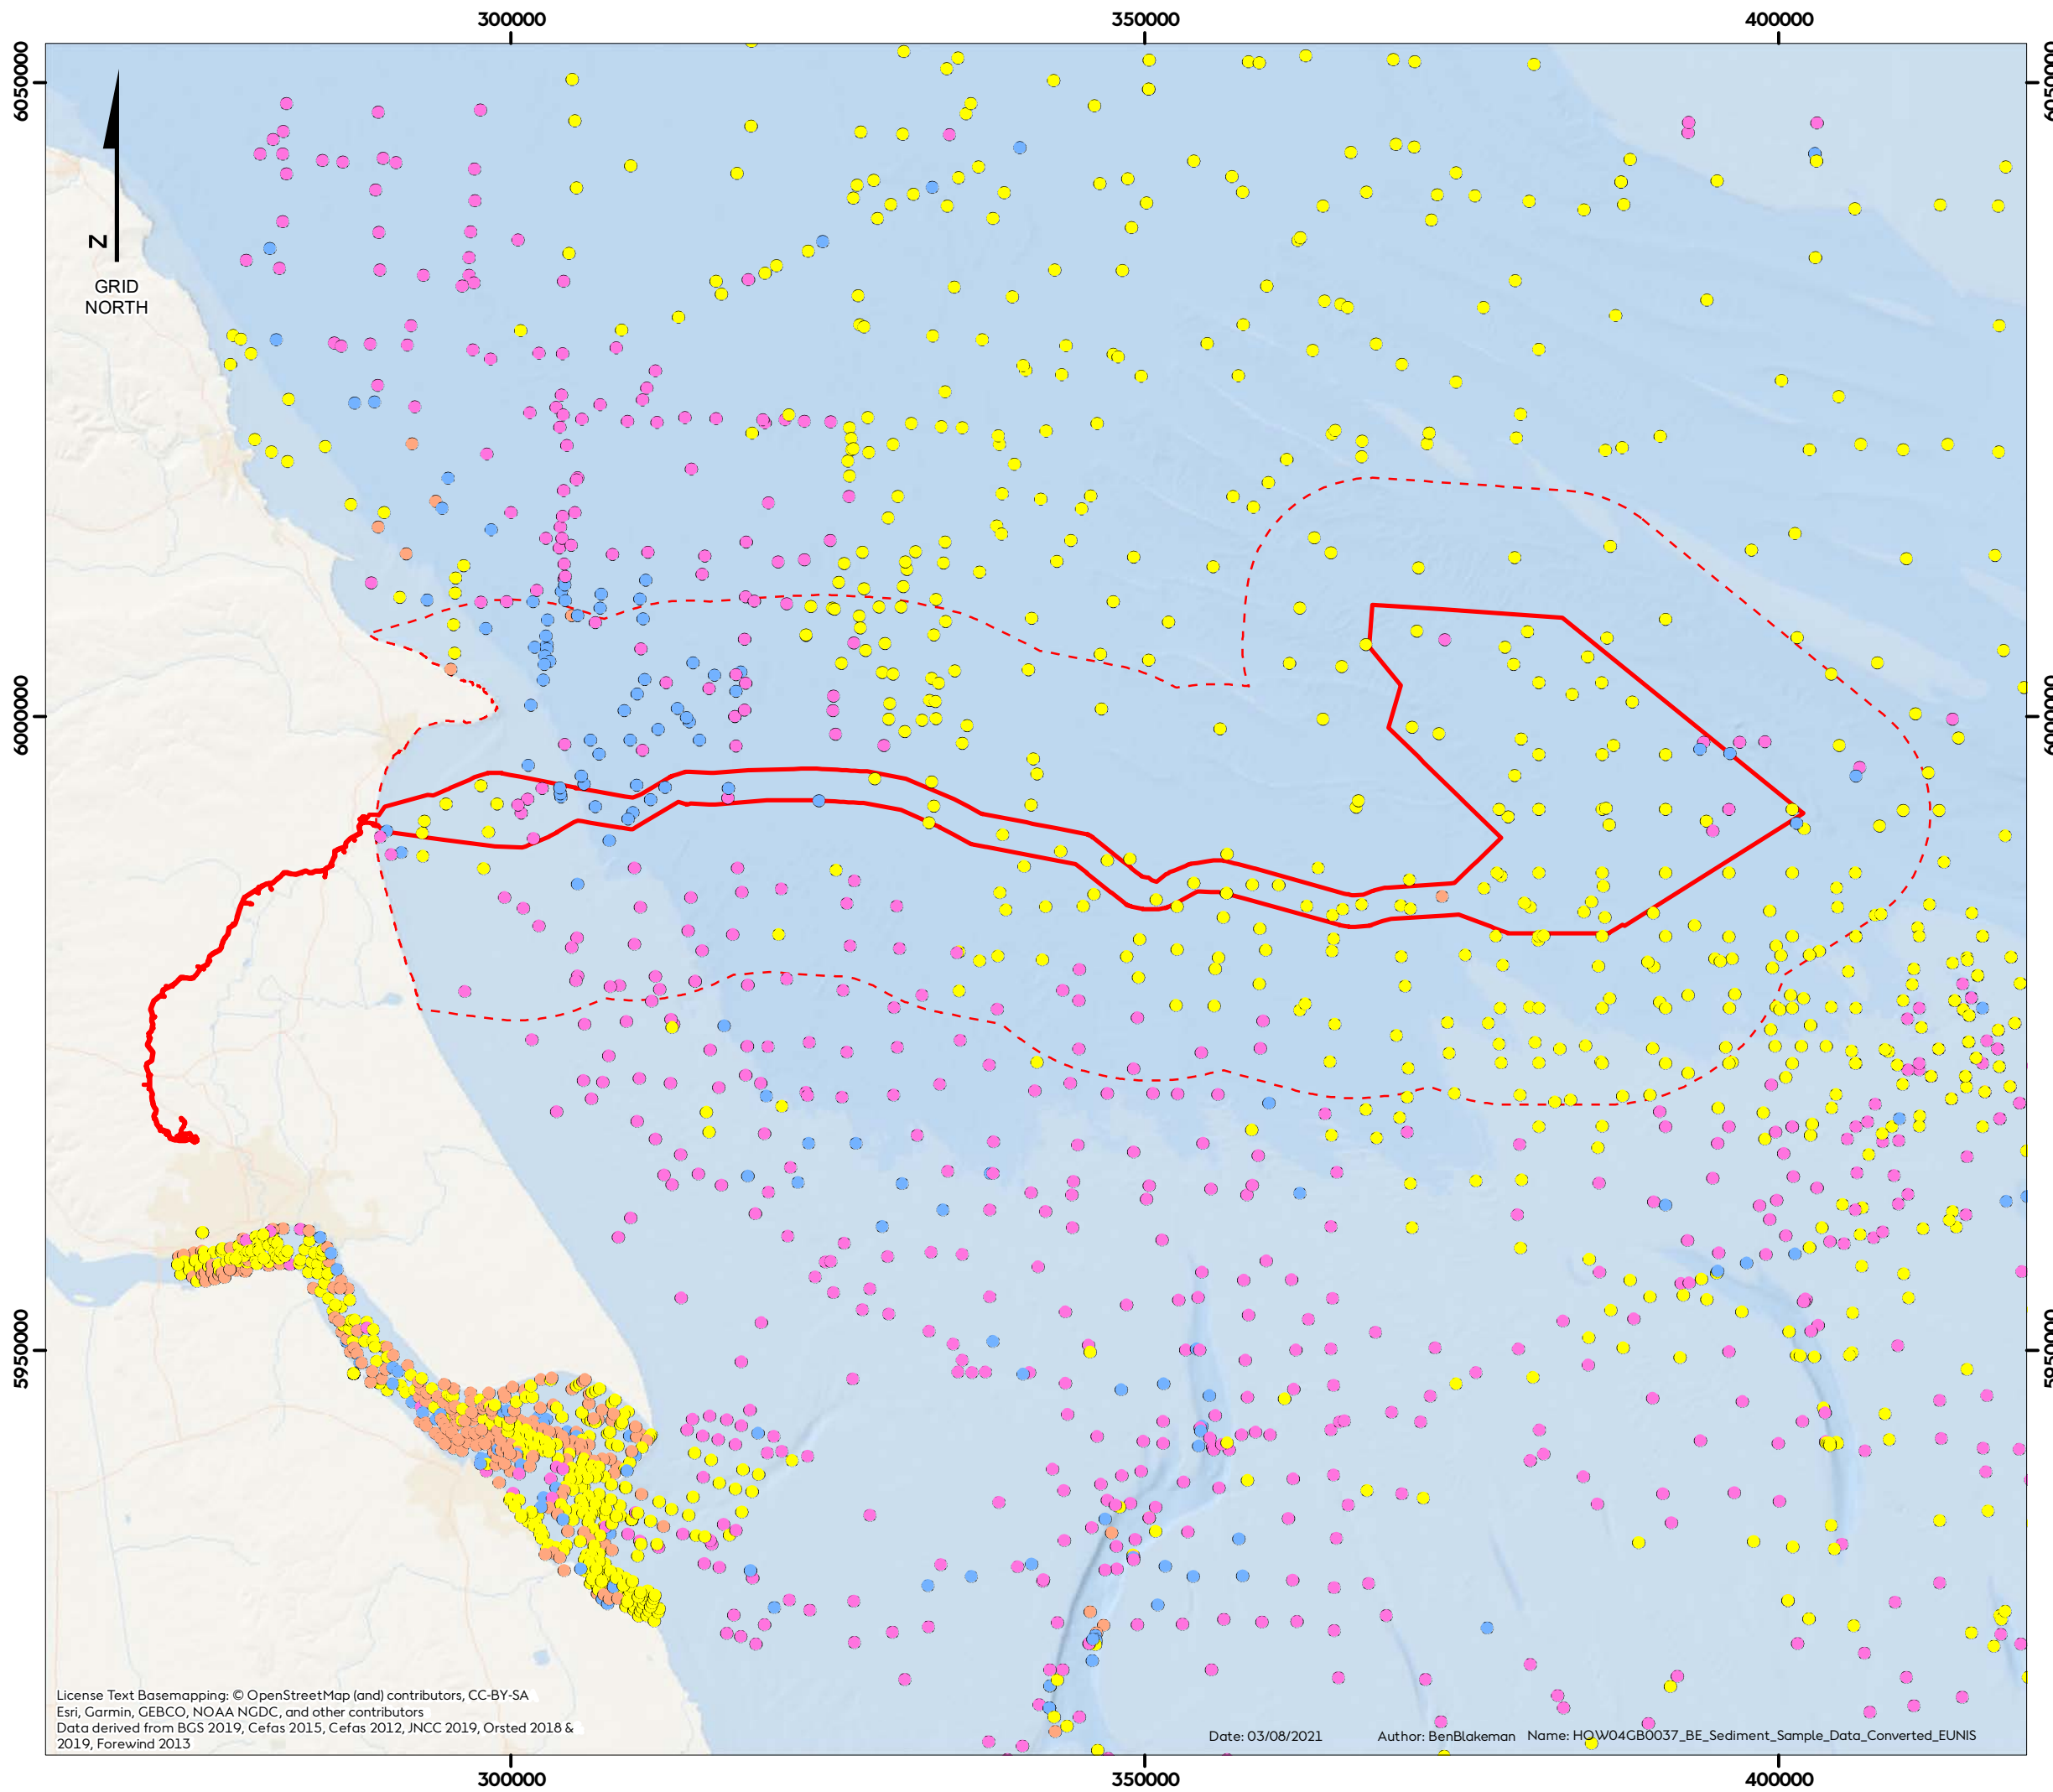 300000 350000 400000
6050000 6050000
N
GRID
NORTH
6000000 6000000
5950000 5950000
License Text Basemapping: © OpenStreetMap (and) contributors, CC-BY-SA
Esri, Garmin, GEBCO, NOAA NGDC, and other contributors
Data derived from BGS 2019, Cefas 2015, Cefas 2012, JNCC 2019, Orsted 2018 &
2019, Forewind 2013
Date: 03/08/2021 Author: BenBlakeman Name: HOW04GB0037_BE_Sediment_Sample_Data_Converted_EUNIS
300000 350000 400000